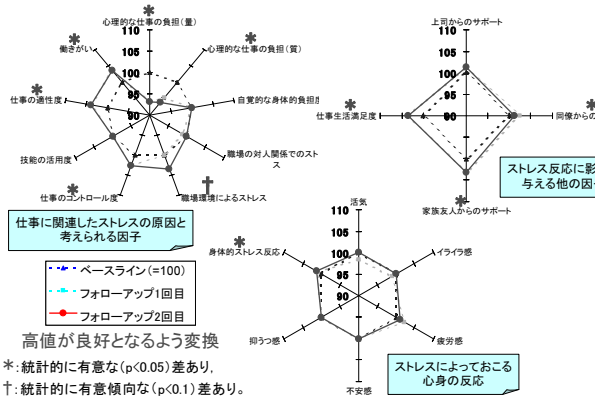 心理的な仕事の負担(量)
心理的な仕事の負担(質)
自覚的な身体的負担度
職場の対人関係でのスト
レス
職場環境によるストレス
仕事のコントロール度
技能の活用度
仕事の適性度
働きがい
110
105
100
95
90
*
*
*
*
*
†
仕事に関連したストレスの原因と
考えられる因子
上司からのサポート
同僚からの
家族友人からのサポート
仕事生活満足度
110
105
100
95
90
*
*
*
ストレス反応に影
与える他の因
ベースライン(=100)
フォローアップ1回目
フォローアップ2回目
高値が良好となるよう変換
*:統計的に有意な(p<0.05)差あり,
†:統計的に有意傾向な(p<0.1)差あり。
活気
イライラ感
疲労感
不安感
抑うつ感
身体的ストレス反応
110
105
100
95
90
*
ストレスによっておこる
心身の反応